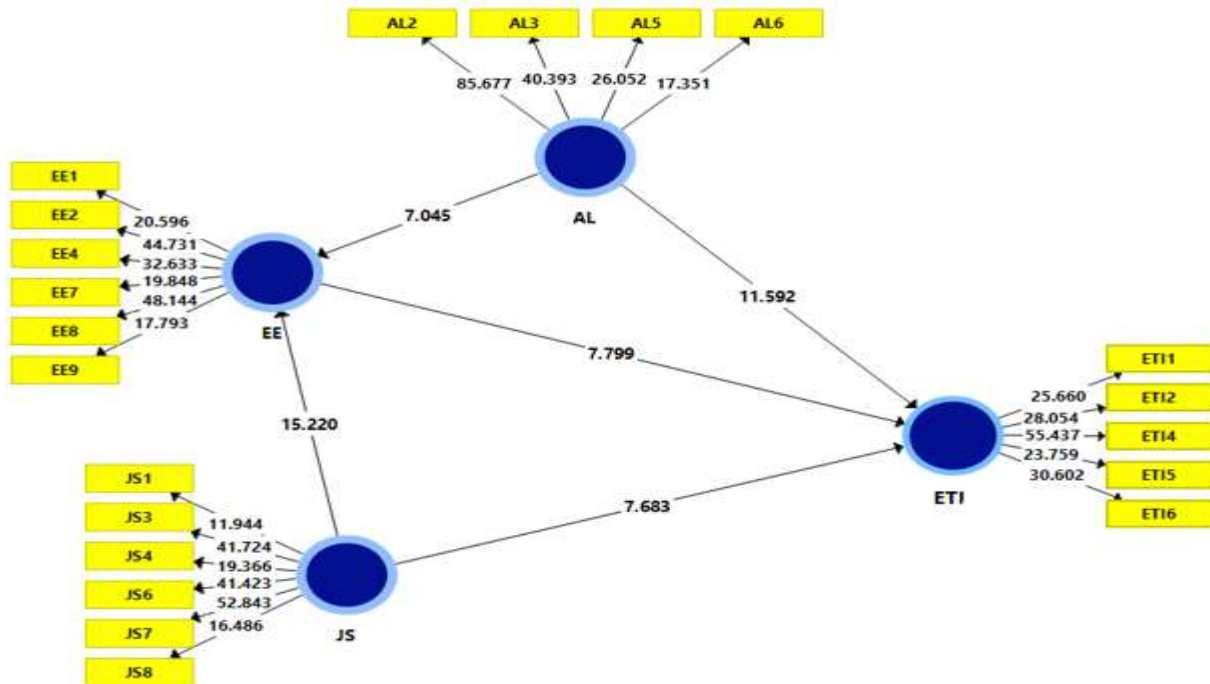 AL2 AL3 AL5 AL6
85.677 40.393 26.052 17.351
AL
EE1
EE2
EE4
EE7
EE8
EE9
20.596
44.731
32.633
19.848
48.144
17.793
EE
7.045
11.592
7.799
15.220
7.683
ETI1
ETI2
ETI4
ETI5
ETI6
25.660
28.054
55.437
23.759
30.602
ETI
JS1
JS3
JS4
JS6
JS7
JS8
11.944
41.724
19.366
41.423
52.843
16.486
JS